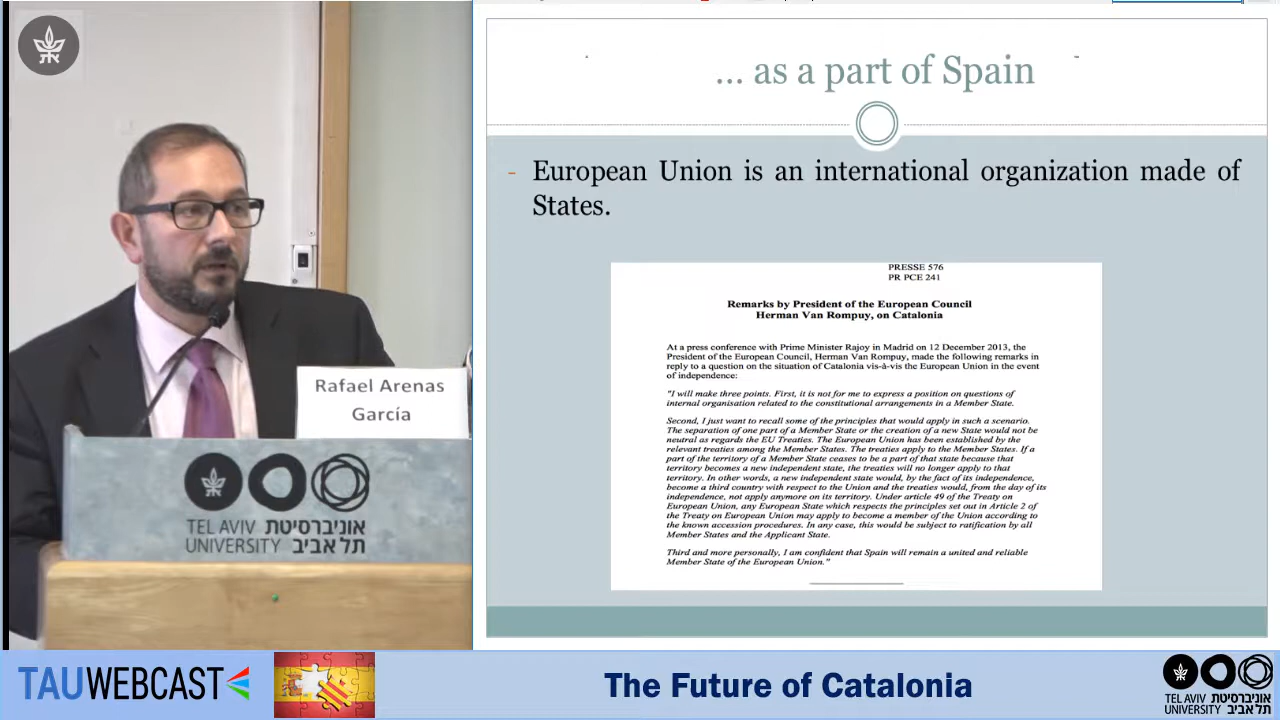 ... as a part of Spain
- European Union is an international organization made of
States.
PRESSE 576
PR PCE 241
Remarks by President of the European Council
Herman Van Rompuy, on Catalonia
At a press conference with Prime Minister Rajoy in Madrid on 12 December 2013, the
President of the European Council, Herman Van Rompuy, made the following remarks in
reply to a question on the situation of Catalonia vis-à-vis the European Union in the event
of independence:
"I will make three points. First, it is not for me to express a position on questions of
internal organisation related to the constitutional arrangements in a Member State.
Second, I just want to recall some of the principles that would apply in such a scenario.
The separation of one part of a Member State or the creation of a new State would not be
neutral as regards the EU Treaties. The European Union has been established by the
relevant treaties among the Member States. The treaties apply to the Member States. If a
part of the territory of a Member State ceases to be a part of that state because that
territory becomes a new independent state, the treaties will no longer apply to that
territory. In other words, a new independent state would, by the fact of its independence,
become a third country with respect to the Union and the treaties would, from the day of its
independence, not apply anymore on its territory. Under article 49 of the Treaty on
European Union, any European State which respects the principles set out in Article 2 of
the Treaty on European Union may apply to become a member of the Union according to
the known accession procedures. In any case, this would be subject to ratification by all
Member States and the Applicant State.
Third and more personally, I am confident that Spain will remain a united and reliable
Member State of the European Union."
Rafael Arenas
García
TEL AVIV אוניברסיטת
UNIVERSITY תל אביב
TAUWEBCAST
The Future of Catalonia
TEL AVIV אוניברסיטת
UNIVERSITY תל אביב